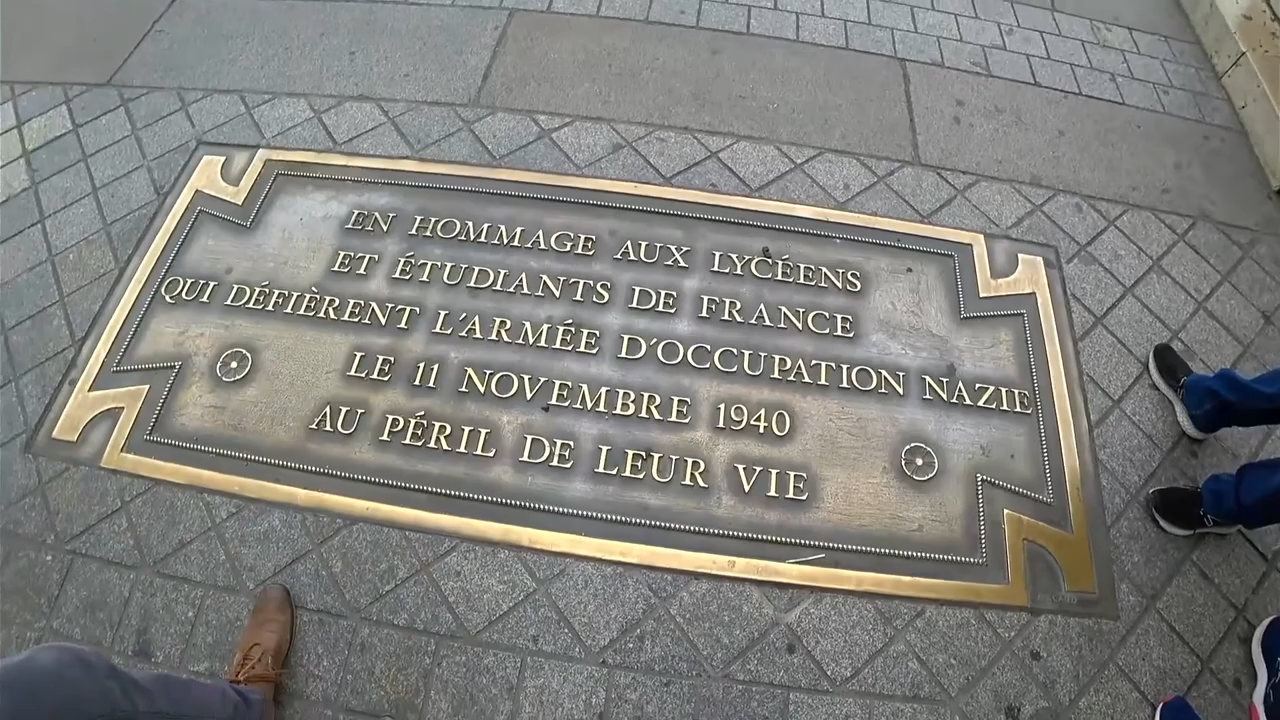 EN HOMMAGE AUX LYCÉENS
ET ÉTUDIANTS DE FRANCE
QUI DÉFIÈRENT L'ARMÉE D'OCCUPATION NAZIE
LE 11 NOVEMBRE 1940
AU PÉRIL DE LEUR VIE